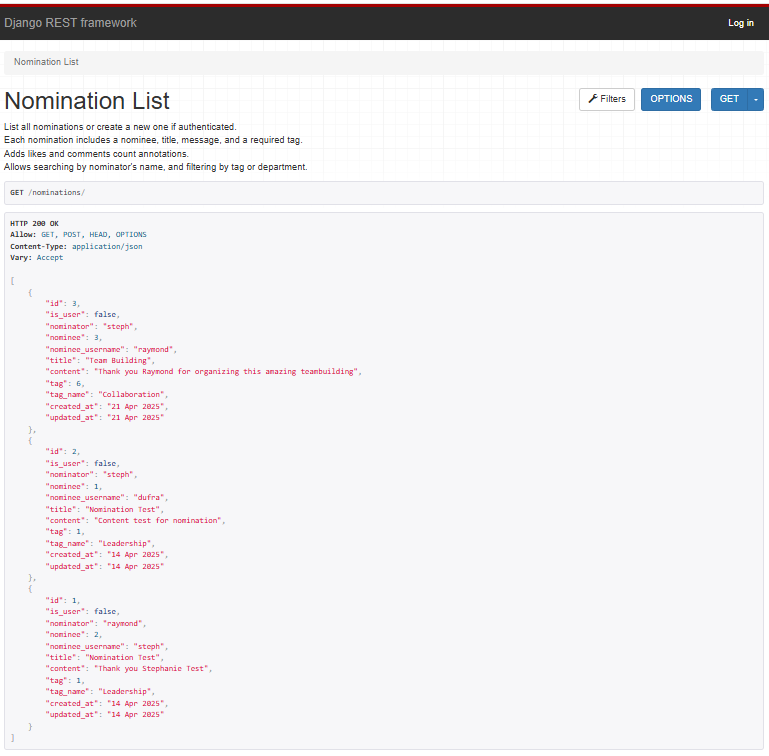 Django REST framework
Log in
Nomination List
Nomination List
Filters
OPTIONS
GET
List all nominations or create a new one if authenticated.
Each nomination includes a nominee, title, message, and a required tag.
Adds likes and comments count annotations.
Allows searching by nominator's name, and filtering by tag or department.
GET /nominations/
HTTP 200 OK
Allow: GET, POST, HEAD, OPTIONS
Content-Type: application/json
Vary: Accept
[
    {
        "id": 3,
        "is_user": false,
        "nominator": "steph",
        "nominee": 3,
        "nominee_username": "raymond",
        "title": "Team Building",
        "content": "Thank you Raymond for organizing this amazing teambuilding",
        "tag": 6,
        "tag_name": "Collaboration",
        "created_at": "21 Apr 2025",
        "updated_at": "21 Apr 2025"
    },
    {
        "id": 2,
        "is_user": false,
        "nominator": "steph",
        "nominee": 1,
        "nominee_username": "dufra",
        "title": "Nomination Test",
        "content": "Content test for nomination",
        "tag": 1,
        "tag_name": "Leadership",
        "created_at": "14 Apr 2025",
        "updated_at": "14 Apr 2025"
    },
    {
        "id": 1,
        "is_user": false,
        "nominator": "raymond",
        "nominee": 2,
        "nominee_username": "steph",
        "title": "Nomination Test",
        "content": "Thank you Stephanie Test",
        "tag": 1,
        "tag_name": "Leadership",
        "created_at": "14 Apr 2025",
        "updated_at": "14 Apr 2025"
    }
]